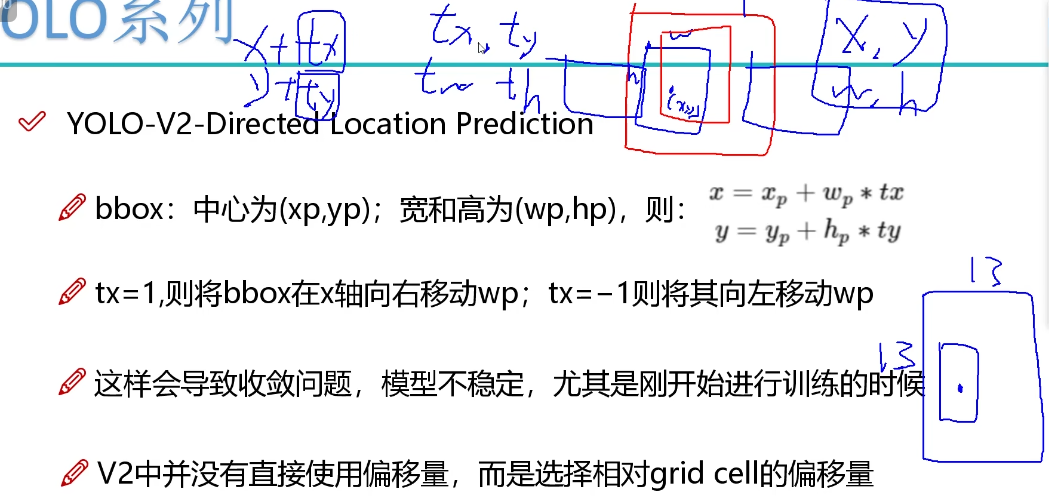 OLO系列
x+tx
y+ty
tx, ty
tw th
w
h
(x,y)
x, y
w, h
YOLO-V2-Directed Location Prediction
bbox：中心为(xp,yp)；宽和高为(wp,hp)，则：
x = xp + wp * tx
y = yp + hp * ty
tx=1,则将bbox在x轴向右移动wp；tx=−1则将其向左移动wp
13
13
这样会导致收敛问题，模型不稳定，尤其是刚开始进行训练的时候
V2中并没有直接使用偏移量，而是选择相对grid cell的偏移量